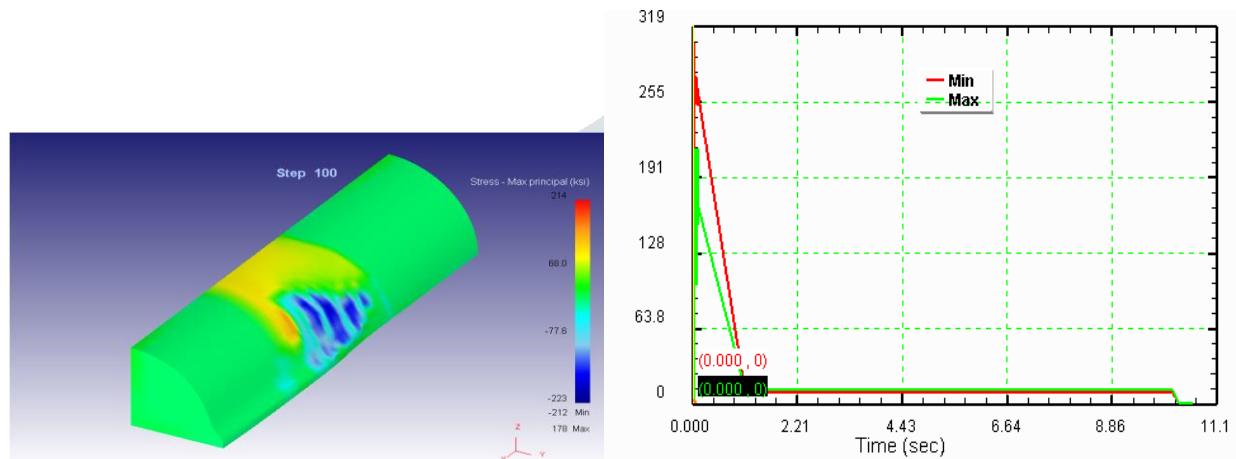 Step 100
Stress - Max principal (ksi)
214
68.0
-77.6
-223
-212 Min
178 Max
Z
Y
319
255
191
128
63.8
0
Min
Max
(0.000 , 0)
(0.000 , 0)
0.000
2.21
4.43
6.64
8.86
11.1
Time (sec)